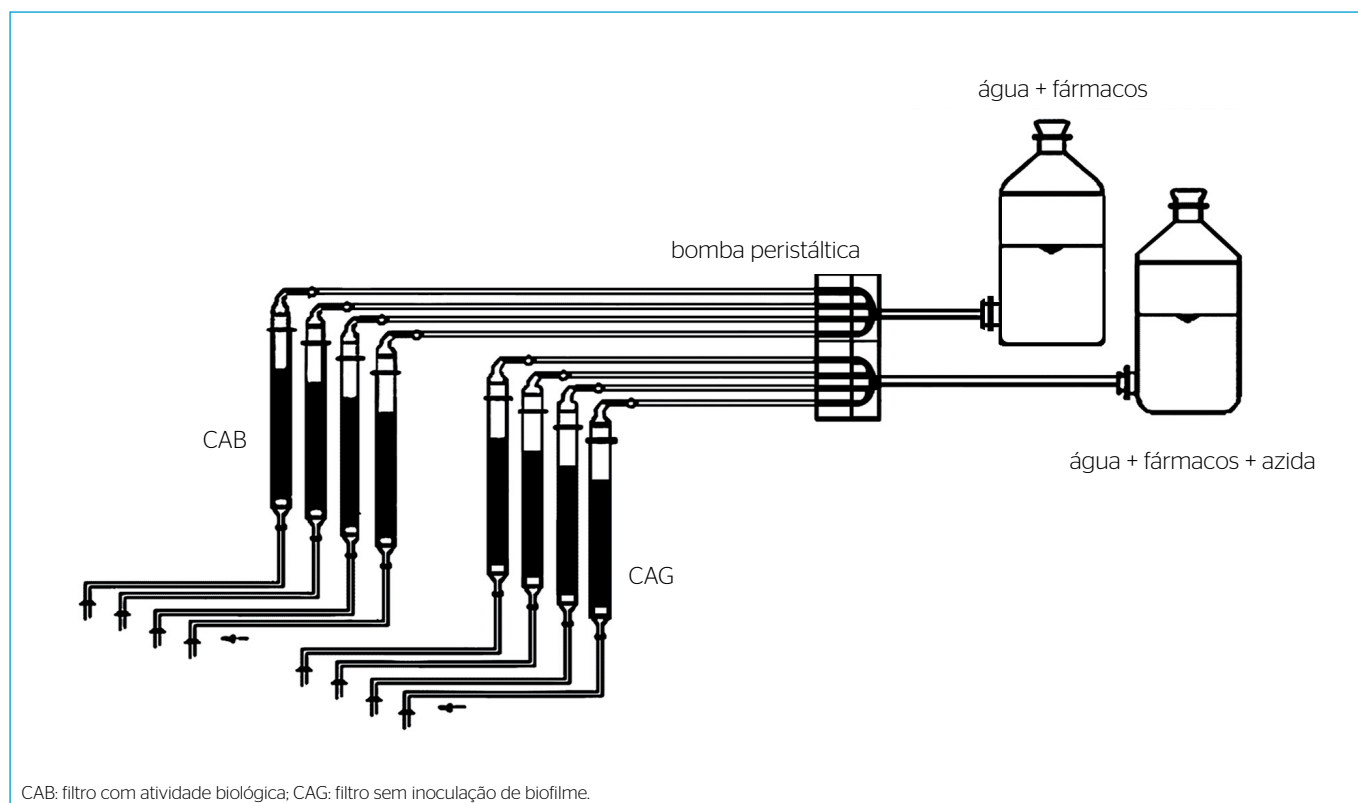 água + fármacos
bomba peristáltica
CAB
água + fármacos + azida
CAG
CAB: filtro com atividade biológica; CAG: filtro sem inoculação de biofilme.